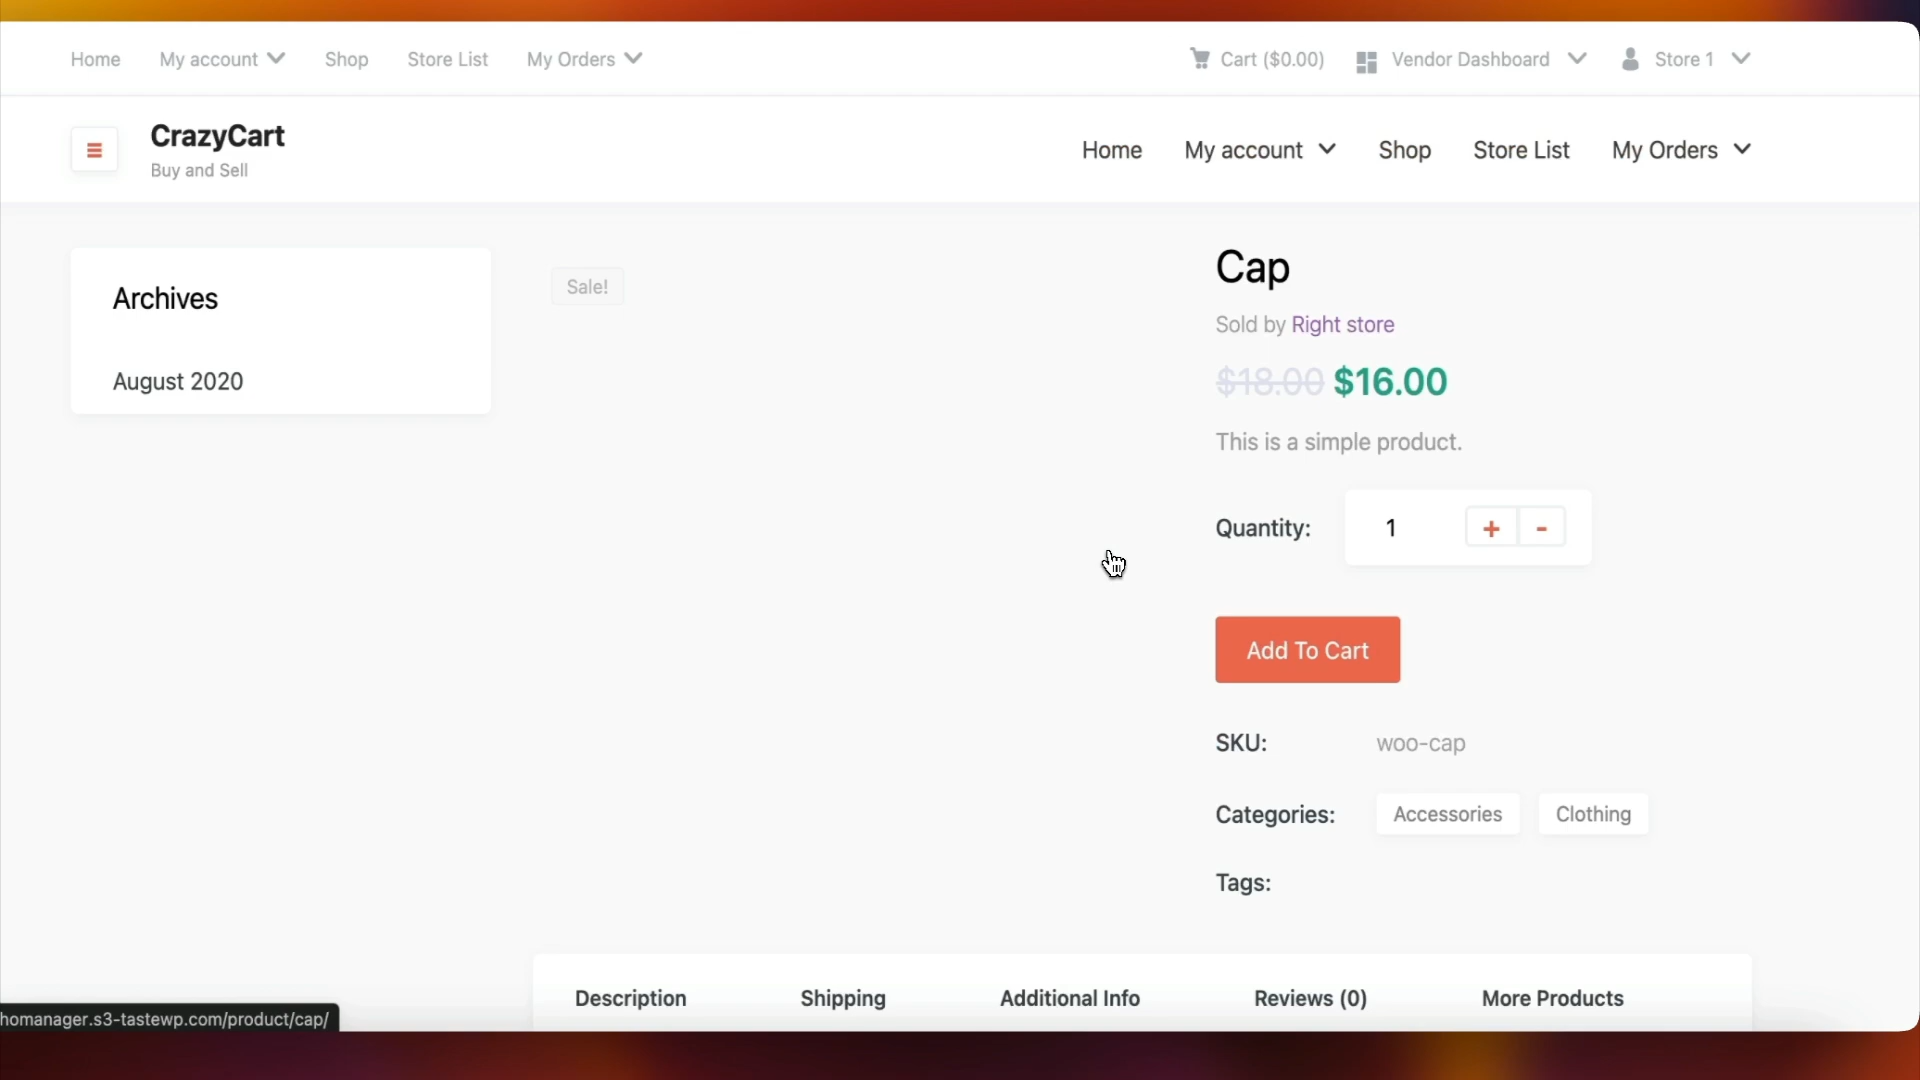 Home My account Shop Store List My Orders Cart ($0.00) Vendor Dashboard Store 1
CrazyCart
Buy and Sell
Home My account Shop Store List My Orders
Archives
August 2020
Sale!
Cap
Sold by Right store
$18.00 $16.00
This is a simple product.
Quantity: 1 + -
Add To Cart
SKU: woo-cap
Categories: Accessories Clothing
Tags:
Description Shipping Additional Info Reviews (0) More Products
homanager.s3-tastewp.com/product/cap/